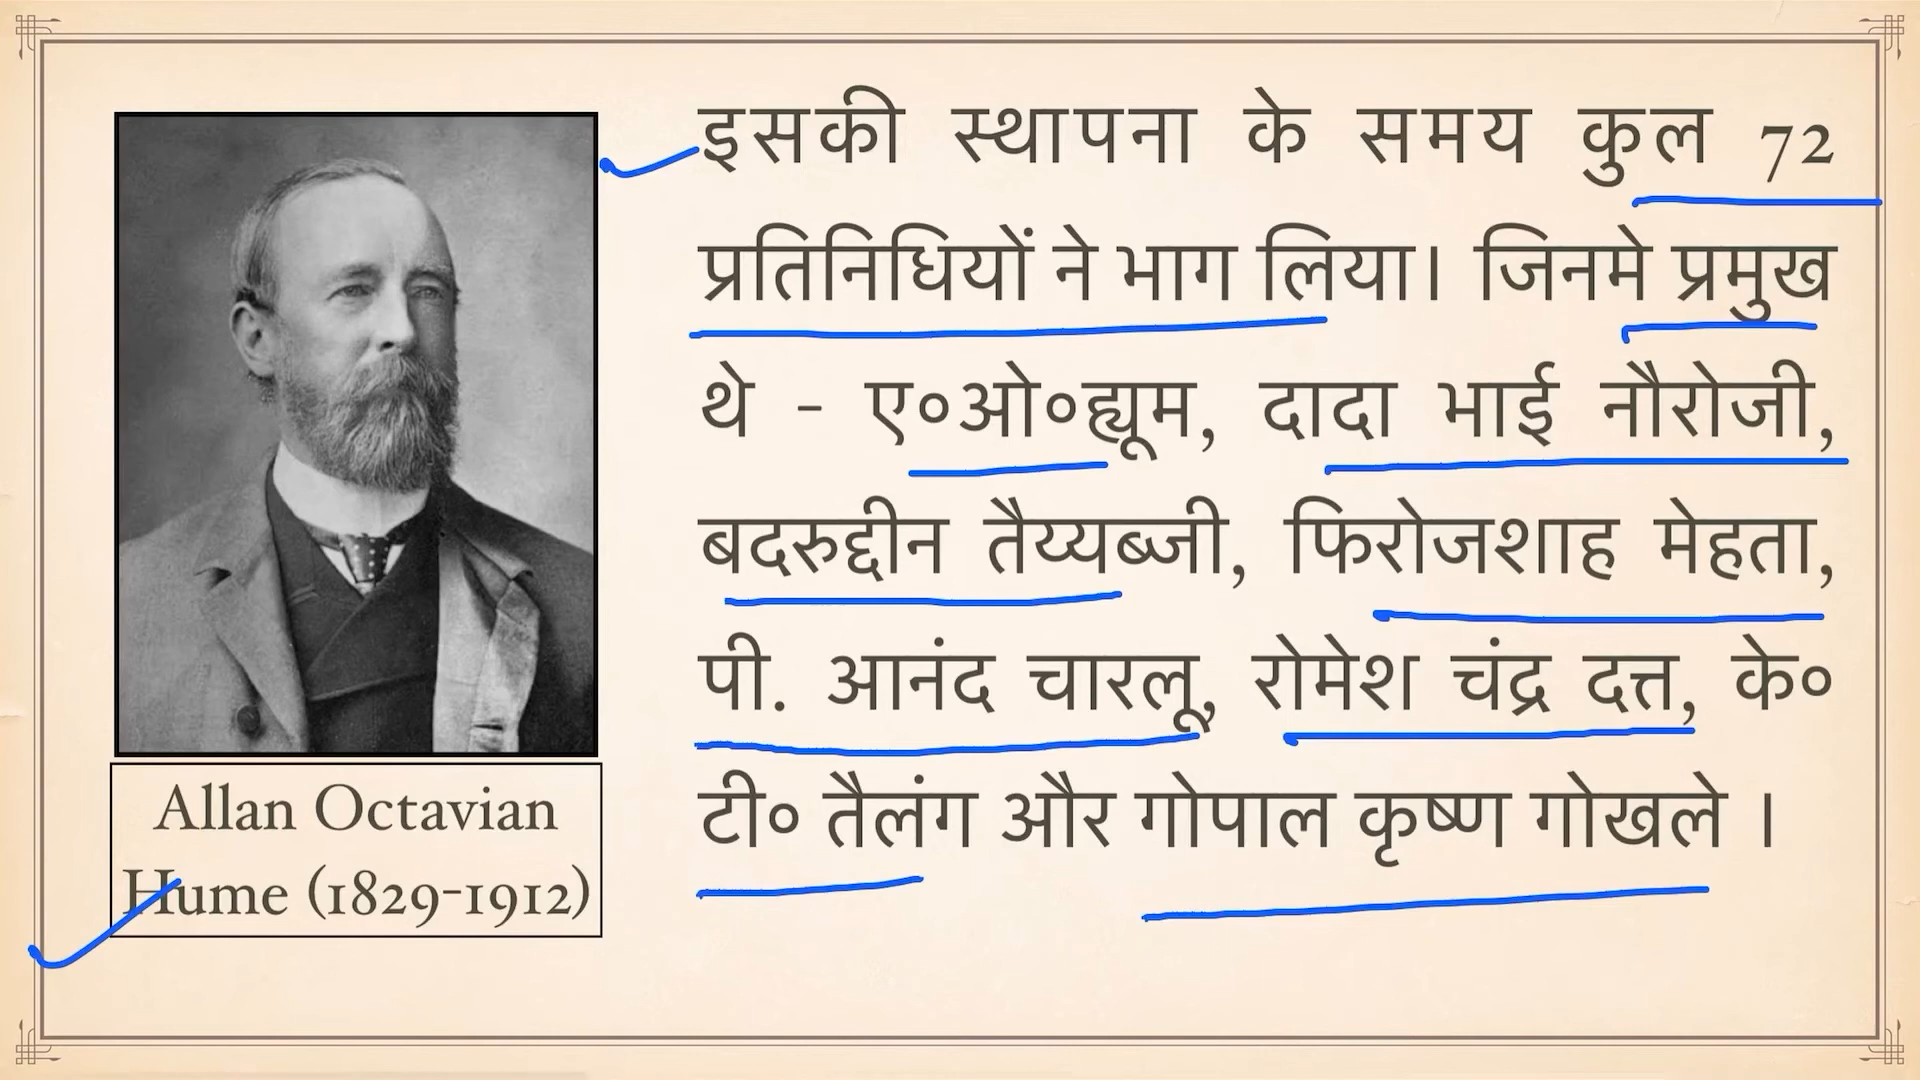 इसकी स्थापना के समय कुल 72
प्रतिनिधियों ने भाग लिया। जिनमे प्रमुख
थे - ए०ओ०ह्यूम, दादा भाई नौरोजी,
बदरुद्दीन तैय्यब्जी, फिरोजशाह मेहता,
पी. आनंद चारलू, रोमेश चंद्र दत्त, के०
टी० तैलंग और गोपाल कृष्ण गोखले ।
Allan Octavian
Hume (1829-1912)